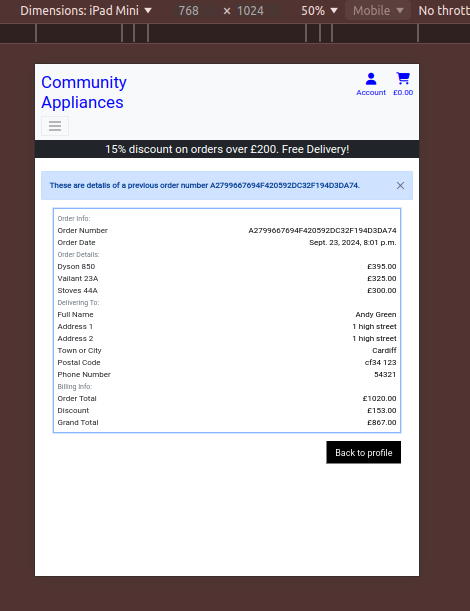 Dimensions: iPad Mini 768 × 1024 50% Mobile No thrott
Community
Appliances
Account £0.00
15% discount on orders over £200. Free Delivery!
These are details of a previous order number A2799667694F420592DC32F194D3DA74.
Order Info:
Order Number A2799667694F420592DC32F194D3DA74
Order Date Sept. 23, 2024, 8:01 p.m.
Order Details:
Dyson 850 £395.00
Vailant 23A £325.00
Stoves 44A £300.00
Delivering To:
Full Name Andy Green
Address 1 1 high street
Address 2 1 high street
Town or City Cardiff
Postal Code cf34 123
Phone Number 54321
Billing Info:
Order Total £1020.00
Discount £153.00
Grand Total £867.00
Back to profile